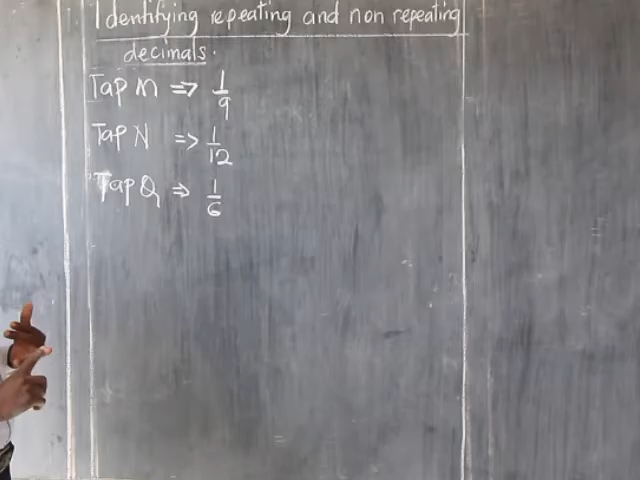 Identifying repeating and non repeating
decimals.
Tap M => 1/9
Tap N => 1/12
Tap Q => 1/6